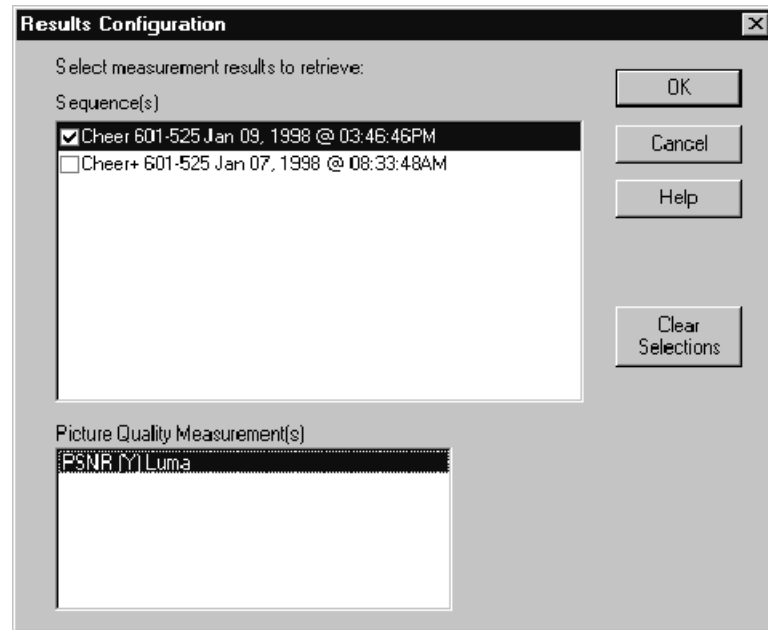 Results Configuration
Select measurement results to retrieve:
Sequence(s)
Cheer 601-525 Jan 09, 1998 @ 03:46:46PM
Cheer+ 601-525 Jan 07, 1998 @ 08:33:48AM
OK
Cancel
Help
Clear
Selections
Picture Quality Measurement(s)
PSNR (Y) Luma